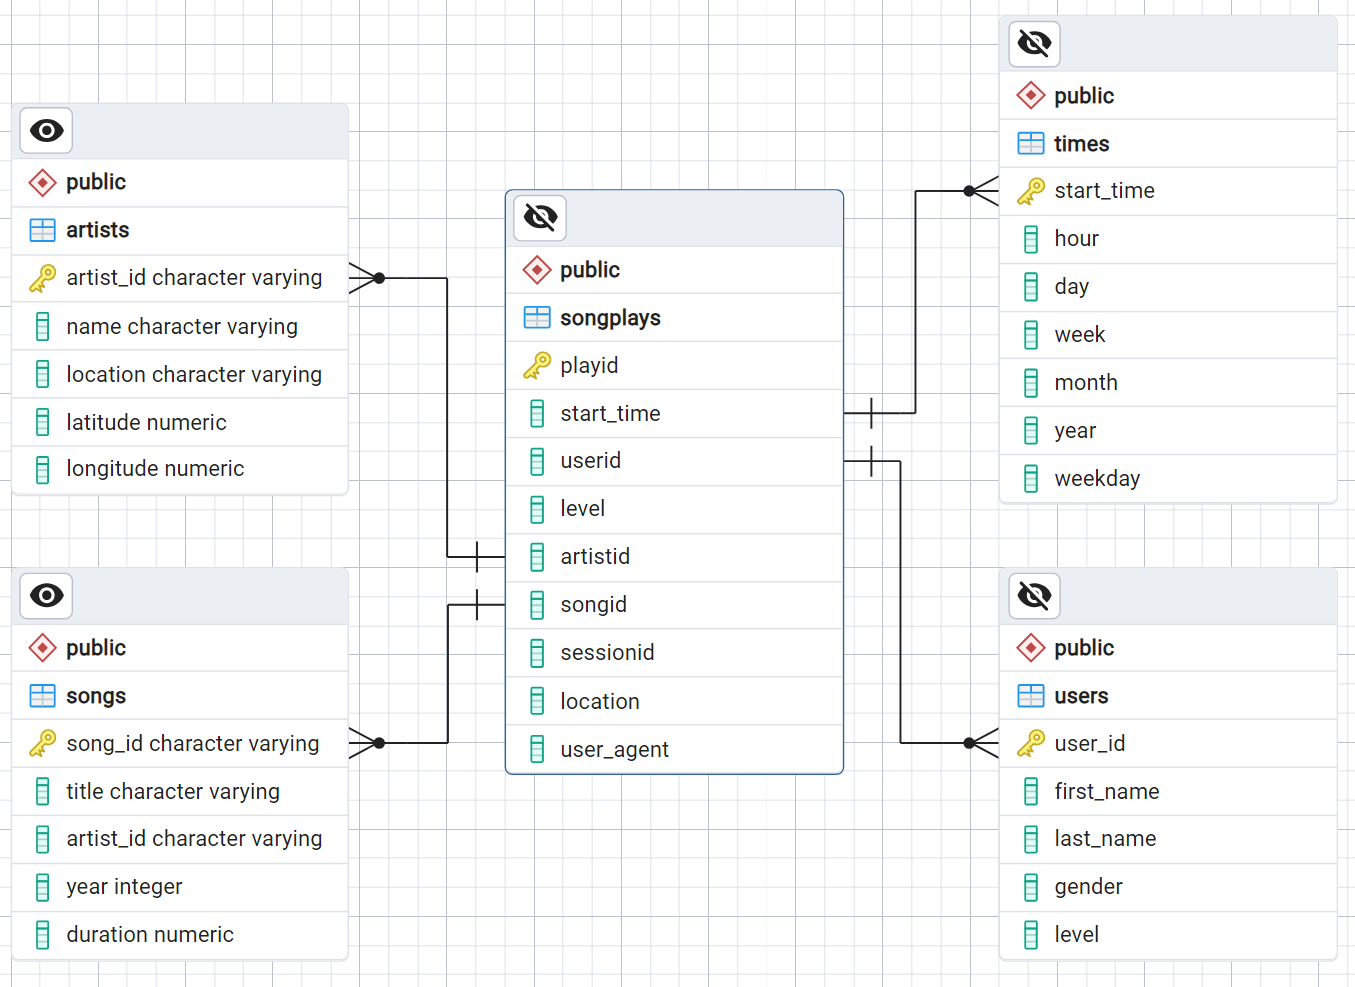 public
artists
artist_id character varying
name character varying
location character varying
latitude numeric
longitude numeric
public
songs
song_id character varying
title character varying
artist_id character varying
year integer
duration numeric
public
songplays
playid
start_time
userid
level
artistid
songid
sessionid
location
user_agent
public
times
start_time
hour
day
week
month
year
weekday
public
users
user_id
first_name
last_name
gender
level